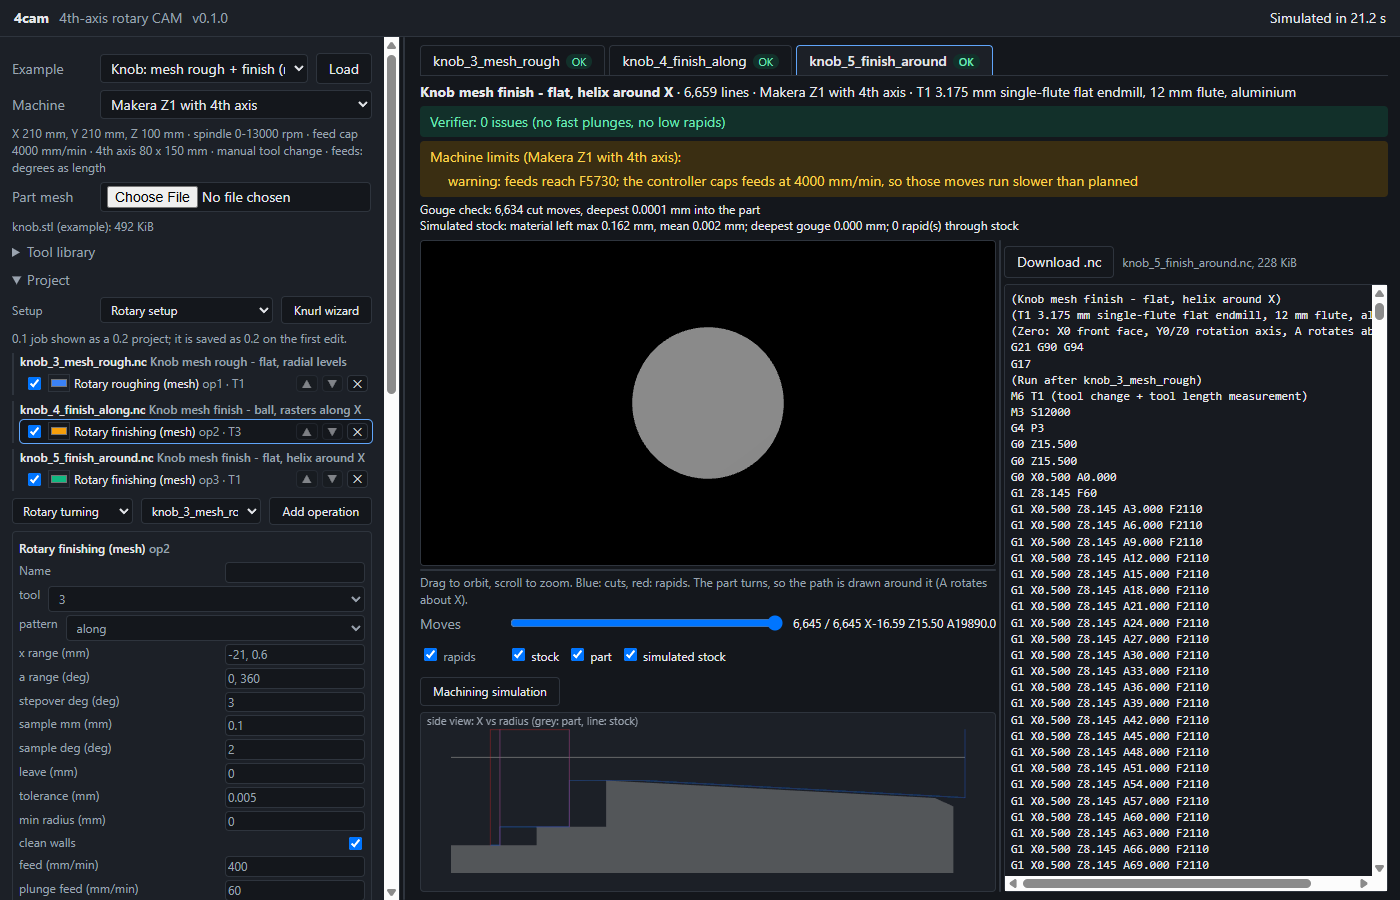 4cam 4th-axis rotary CAM v0.1.0
Simulated in 21.2 s
Example Knob: mesh rough + finish (r Load
Machine Makera Z1 with 4th axis
X 210 mm, Y 210 mm, Z 100 mm · spindle 0-13000 rpm · feed cap
4000 mm/min · 4th axis 80 x 150 mm · manual tool change · feeds:
degrees as length
Part mesh Choose File No file chosen
knob.stl (example): 492 KiB
Tool library
Project
Setup Rotary setup Knurl wizard
0.1 job shown as a 0.2 project; it is saved as 0.2 on the first edit.
knob_3_mesh_rough.nc Knob mesh rough - flat, radial levels
Rotary roughing (mesh) op1 · T1
knob_4_finish_along.nc Knob mesh finish - ball, rasters along X
Rotary finishing (mesh) op2 · T3
knob_5_finish_around.nc Knob mesh finish - flat, helix around X
Rotary finishing (mesh) op3 · T1
Rotary turning knob_3_mesh_ro Add operation
Rotary finishing (mesh) op2
Name
tool 3
pattern along
x range (mm) -21, 0.6
a range (deg) 0, 360
stepover deg (deg) 3
sample mm (mm) 0.1
sample deg (deg) 2
leave (mm) 0
tolerance (mm) 0.005
min radius (mm) 0
clean walls
feed (mm/min) 400
plunge feed (mm/min) 60
knob_3_mesh_rough OK knob_4_finish_along OK knob_5_finish_around OK
Knob mesh finish - flat, helix around X · 6,659 lines · Makera Z1 with 4th axis · T1 3.175 mm single-flute flat endmill, 12 mm flute, aluminium
Verifier: 0 issues (no fast plunges, no low rapids)
Machine limits (Makera Z1 with 4th axis):
warning: feeds reach F5730; the controller caps feeds at 4000 mm/min, so those moves run slower than planned
Gouge check: 6,634 cut moves, deepest 0.0001 mm into the part
Simulated stock: material left max 0.162 mm, mean 0.002 mm; deepest gouge 0.000 mm; 0 rapid(s) through stock
Drag to orbit, scroll to zoom. Blue: cuts, red: rapids. The part turns, so the path is drawn around it (A rotates
about X).
Moves 6,645 / 6,645 X-16.59 Z15.50 A19890.0
rapids stock part simulated stock
Machining simulation
side view: X vs radius (grey: part, line: stock)
Download .nc knob_5_finish_around.nc, 228 KiB
(Knob mesh finish - flat, helix around X)
(T1 3.175 mm single-flute flat endmill, 12 mm flute, al
(Zero: X0 front face, Y0/Z0 rotation axis, A rotates ab
G21 G90 G94
G17
(Run after knob_3_mesh_rough)
M6 T1 (tool change + tool length measurement)
M3 S12000
G4 P3
G0 Z15.500
G0 Z15.500
G0 X0.500 A0.000
G1 Z8.145 F60
G1 X0.500 Z8.145 A3.000 F2110
G1 X0.500 Z8.145 A6.000 F2110
G1 X0.500 Z8.145 A9.000 F2110
G1 X0.500 Z8.145 A12.000 F2110
G1 X0.500 Z8.145 A15.000 F2110
G1 X0.500 Z8.145 A18.000 F2110
G1 X0.500 Z8.145 A21.000 F2110
G1 X0.500 Z8.145 A24.000 F2110
G1 X0.500 Z8.145 A27.000 F2110
G1 X0.500 Z8.145 A30.000 F2110
G1 X0.500 Z8.145 A33.000 F2110
G1 X0.500 Z8.145 A36.000 F2110
G1 X0.500 Z8.145 A39.000 F2110
G1 X0.500 Z8.145 A42.000 F2110
G1 X0.500 Z8.145 A45.000 F2110
G1 X0.500 Z8.145 A48.000 F2110
G1 X0.500 Z8.145 A51.000 F2110
G1 X0.500 Z8.145 A54.000 F2110
G1 X0.500 Z8.145 A57.000 F2110
G1 X0.500 Z8.145 A60.000 F2110
G1 X0.500 Z8.145 A63.000 F2110
G1 X0.500 Z8.145 A66.000 F2110
G1 X0.500 Z8.145 A69.000 F2110